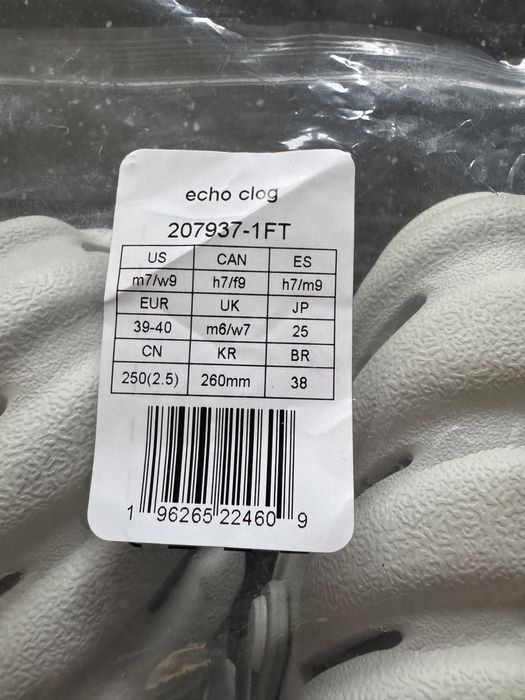 echo clog
207937-1FT
US CAN ES
m7/w9 h7/f9 h7/m9
EUR UK JP
39-40 m6/w7 25
CN KR BR
250(2.5) 260mm 38
1 96265 22460 9